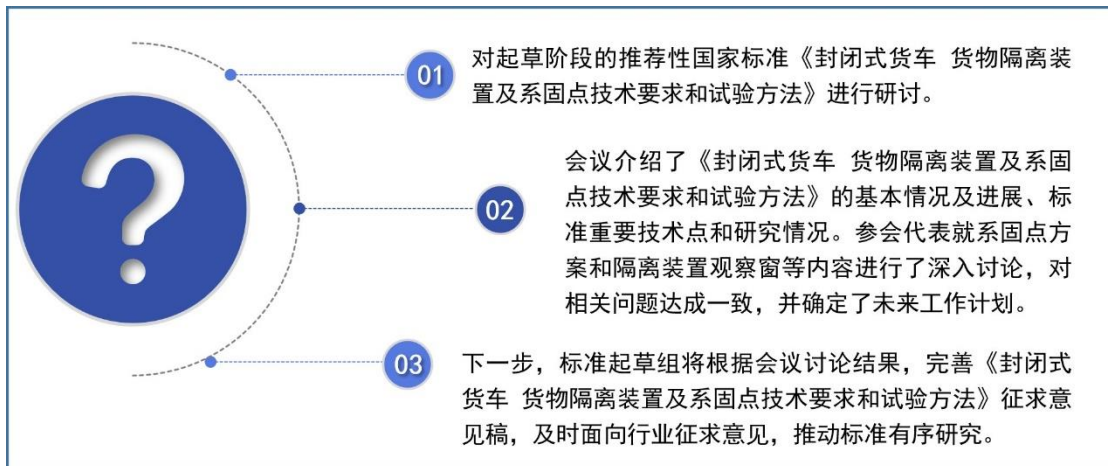 01
对起草阶段的推荐性国家标准《封闭式货车 货物隔离装
置及系固点技术要求和试验方法》进行研讨。
02
会议介绍了《封闭式货车 货物隔离装置及系固
点技术要求和试验方法》的基本情况及进展、标
准重要技术点和研究情况。参会代表就系固点方
案和隔离装置观察窗等内容进行了深入讨论，对
相关问题达成一致，并确定了未来工作计划。
03
下一步，标准起草组将根据会议讨论结果，完善《封闭式
货车 货物隔离装置及系固点技术要求和试验方法》征求意
见稿，及时面向行业征求意见，推动标准有序研究。
?